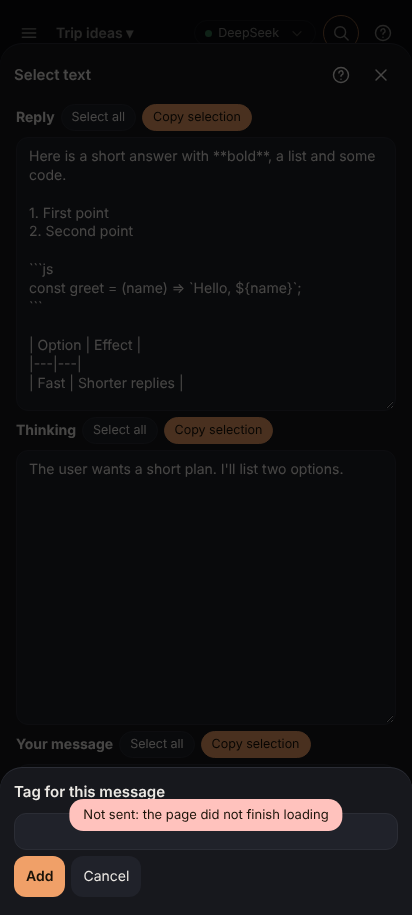 Trip ideas ▾
DeepSeek
Select text
Reply Select all Copy selection
Here is a short answer with **bold**, a list and some
code.
1. First point
2. Second point
```js
const greet = (name) => `Hello, ${name}`;
```
| Option | Effect |
|---|---|
| Fast | Shorter replies |
Thinking Select all Copy selection
The user wants a short plan. I'll list two options.
Your message Select all Copy selection
Tag for this message
Not sent: the page did not finish loading
Add Cancel